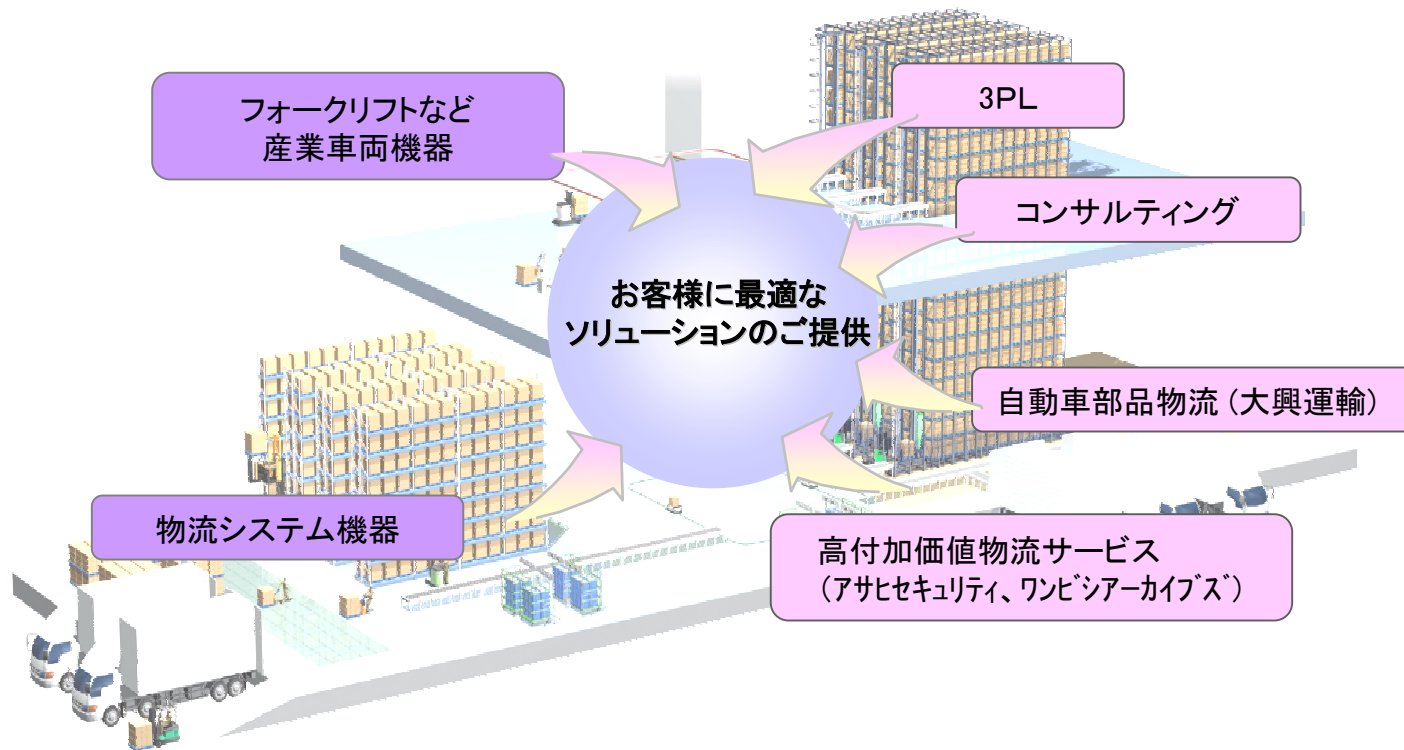 フォークリフトなど
産業車両機器
3PL
コンサルティング
お客様に最適な
ソリューションのご提供
自動車部品物流(大興運輸)
物流システム機器
高付加価値物流サービス
(アサヒセキュリティ、ワンビシアーカイブズ)